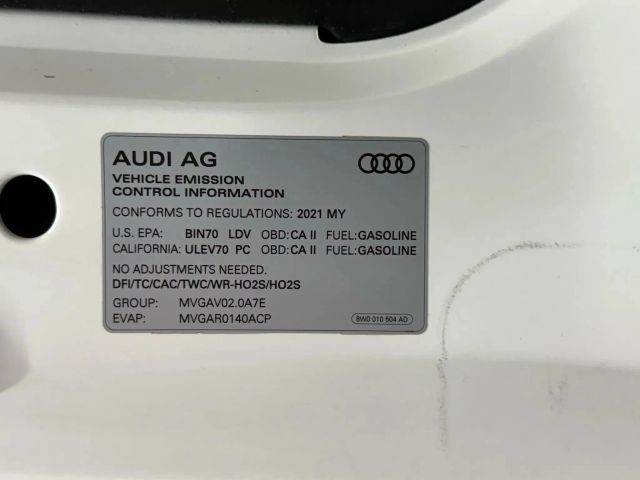 AUDI AG
VEHICLE EMISSION
CONTROL INFORMATION
CONFORMS TO REGULATIONS: 2021 MY
U.S. EPA: BIN70 LDV OBD:CA II FUEL:GASOLINE
CALIFORNIA: ULEV70 PC OBD:CA II FUEL:GASOLINE
NO ADJUSTMENTS NEEDED.
DFI/TC/CAC/TWC/WR-HO2S/HO2S
GROUP: MVGAV02.0A7E
EVAP: MVGAR0140ACP
8W0 010 504 AD